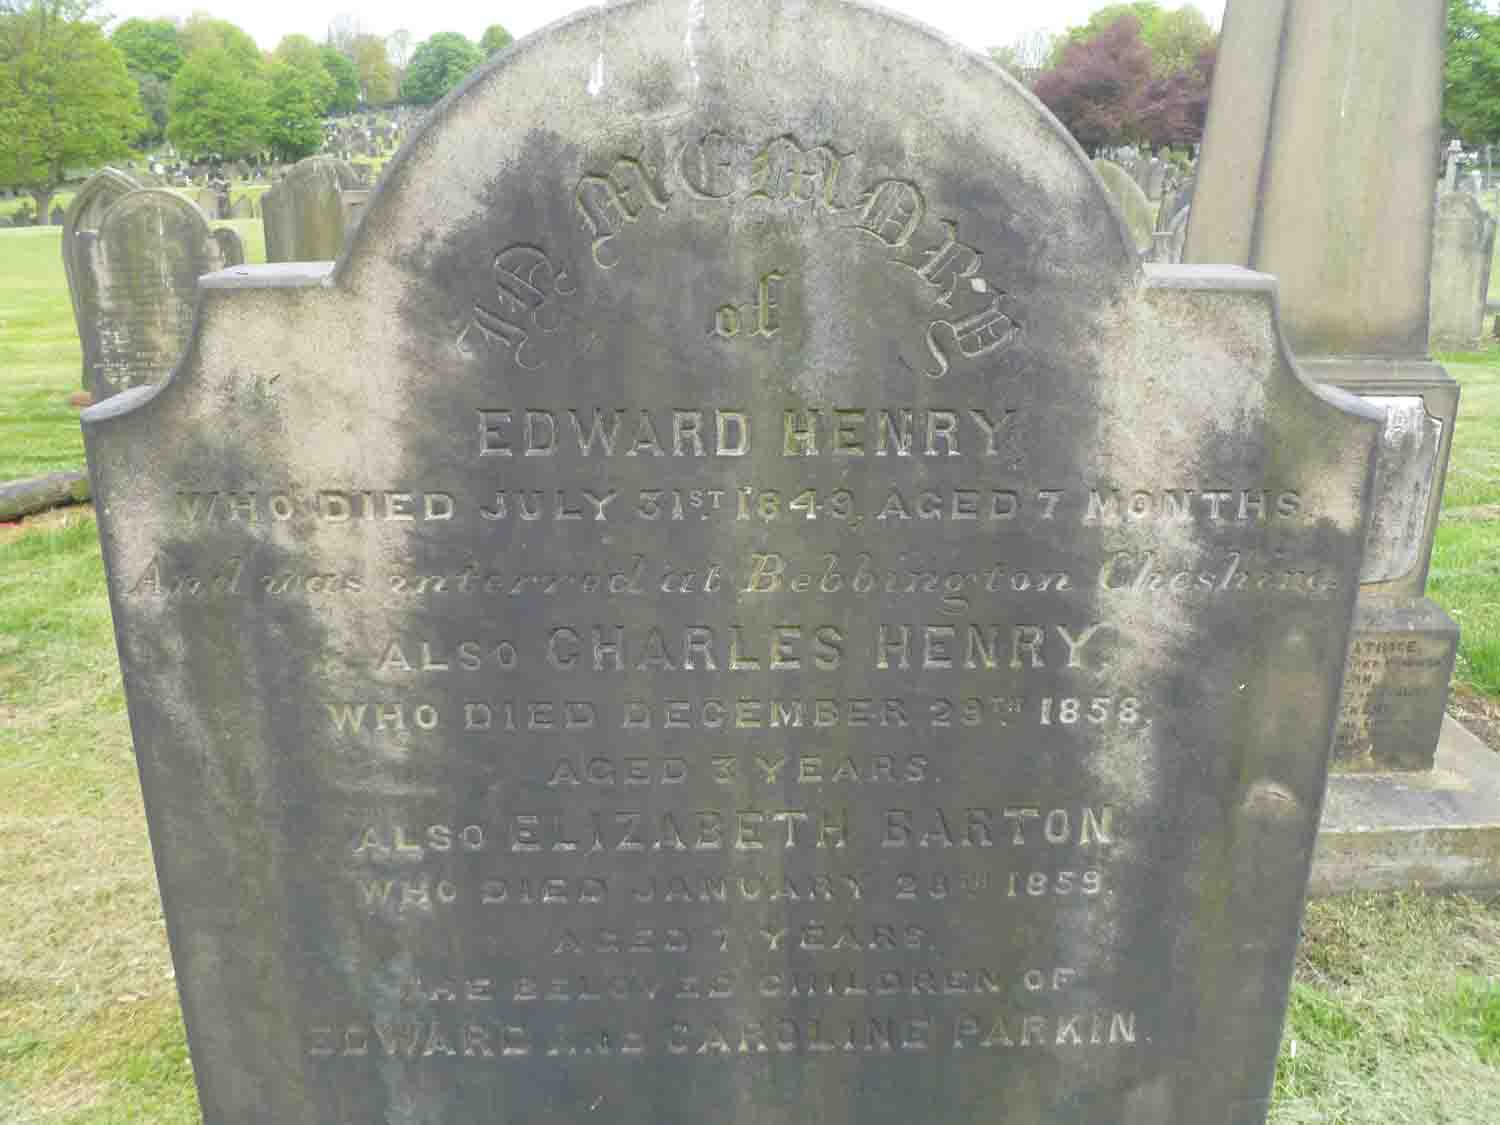 IN MEMORY
of
EDWARD HENRY
WHO DIED JULY 31ST 1849, AGED 7 MONTHS.
And was interred at Bebbington Cheshire
ALSO CHARLES HENRY,
WHO DIED DECEMBER 29TH 1858,
AGED 3 YEARS.
ALSO ELIZABETH BARTON
WHO DIED JANUARY 28TH 1859.
AGED 7 YEARS.
THE BELOVED CHILDREN OF
EDWARD AND CAROLINE PARKIN.